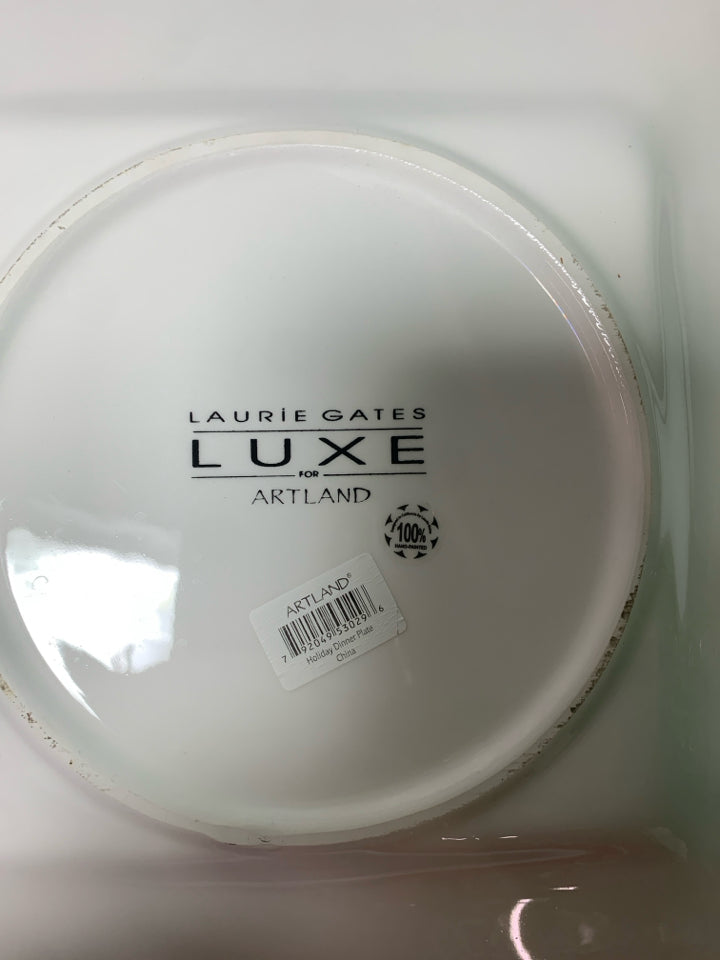 LAURiE GATES
LUXE
FOR
ARTLAND
100%
HAND-PAINTED
ARTLAND®
7 92049 53029 6
Holiday Dinner Plate
China